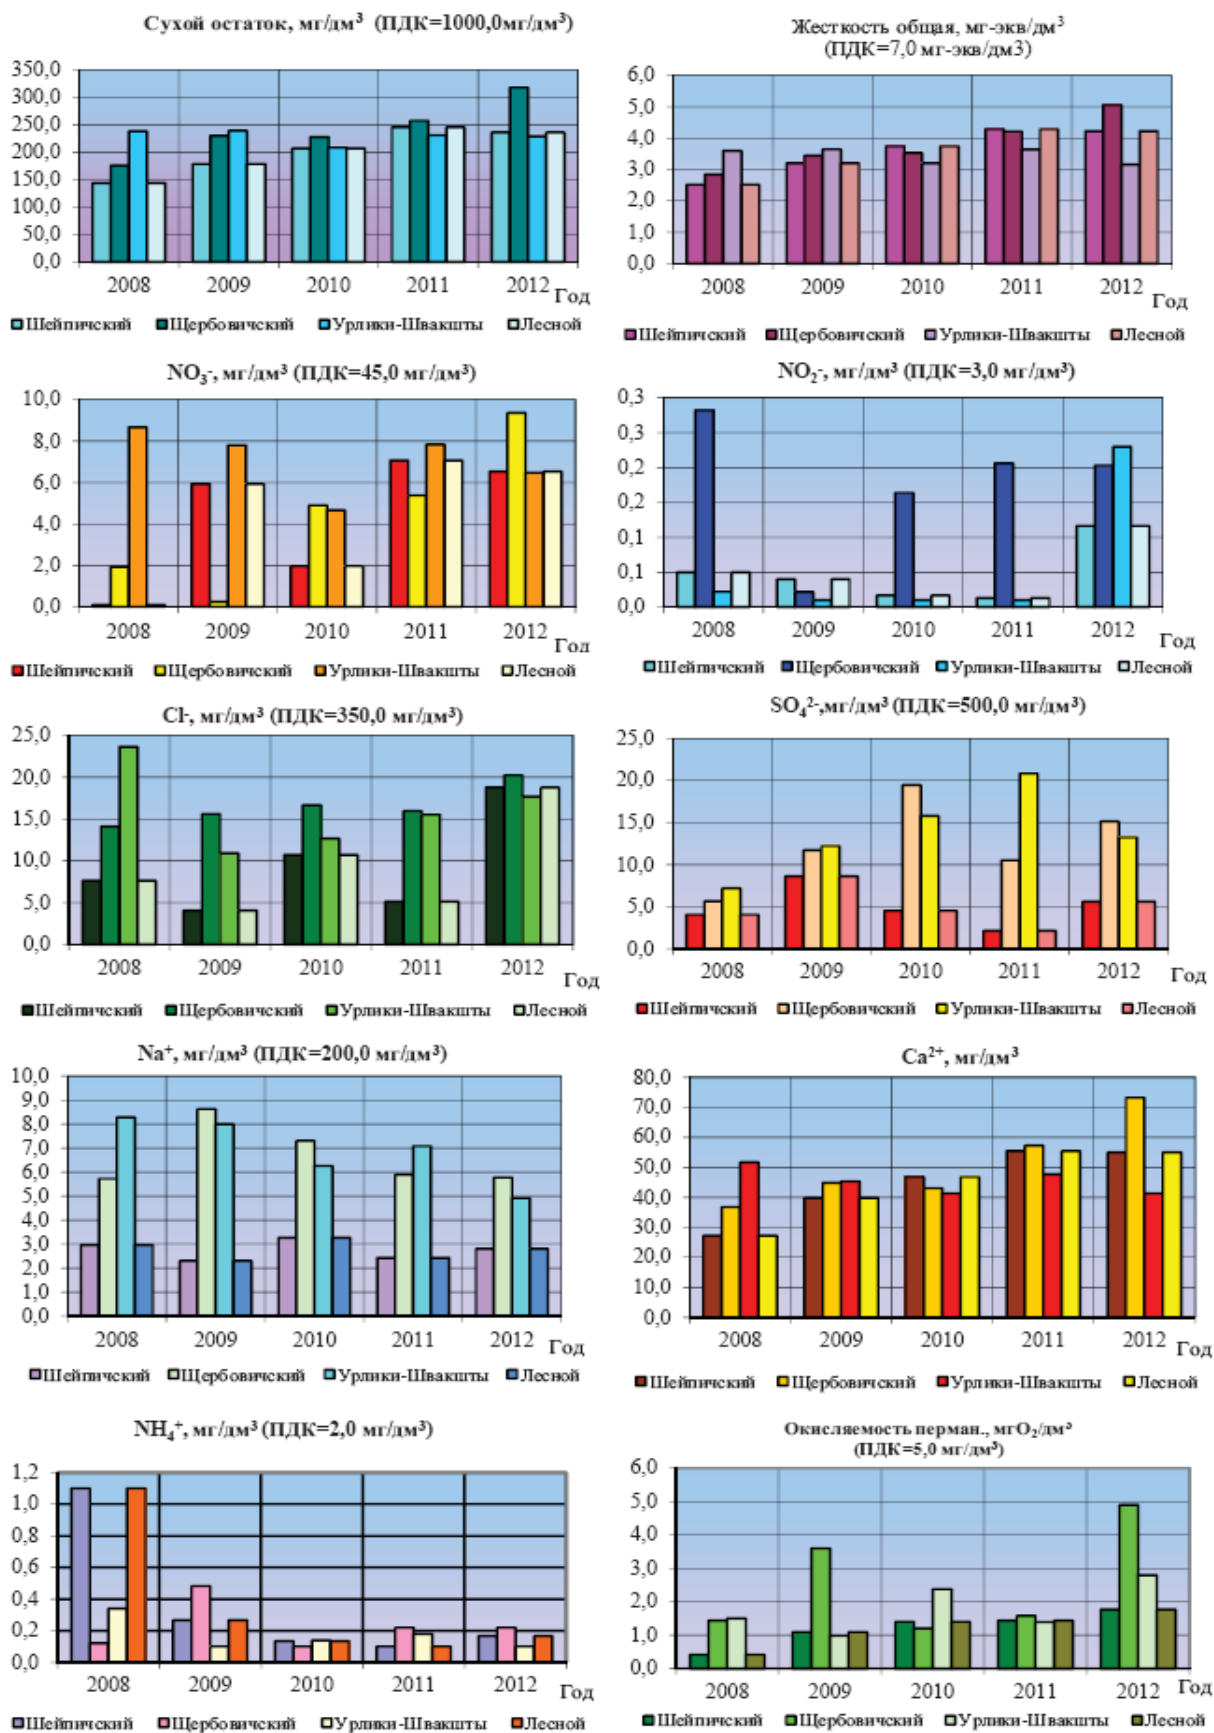 Сухой остаток, мг/дм³ (ПДК=1000,0мг/дм³)
350,0
300,0
250,0
200,0
150,0
100,0
50,0
0,0
2008 2009 2010 2011 2012
Год
Шейпичский Щербовичский Урлики-Швакшты Лесной
Жесткость общая, мг-экв/дм³
(ПДК=7,0 мг-экв/дм3)
6,0
5,0
4,0
3,0
2,0
1,0
0,0
2008 2009 2010 2011 2012
Год
Шейпичский Щербовичский Урлики-Швакшты Лесной
NO₃⁻, мг/дм³ (ПДК=45,0 мг/дм³)
10,0
8,0
6,0
4,0
2,0
0,0
2008 2009 2010 2011 2012
Год
Шейпичский Щербовичский Урлики-Швакшты Лесной
NO₂⁻, мг/дм³ (ПДК=3,0 мг/дм³)
0,3
0,3
0,2
0,2
0,1
0,1
0,0
2008 2009 2010 2011 2012
Год
Шейпичский Щербовичский Урлики-Швакшты Лесной
Cl⁻, мг/дм³ (ПДК=350,0 мг/дм³)
25,0
20,0
15,0
10,0
5,0
0,0
2008 2009 2010 2011 2012
Год
Шейпичский Щербовичский Урлики-Швакшты Лесной
SO₄²⁻,мг/дм³ (ПДК=500,0 мг/дм³)
25,0
20,0
15,0
10,0
5,0
0,0
2008 2009 2010 2011 2012
Год
Шейпичский Щербовичский Урлики-Швакшты Лесной
Na⁺, мг/дм³ (ПДК=200,0 мг/дм³)
10,0
9,0
8,0
7,0
6,0
5,0
4,0
3,0
2,0
1,0
0,0
2008 2009 2010 2011 2012
Год
Шейпичский Щербовичский Урлики-Швакшты Лесной
Ca²⁺, мг/дм³
80,0
70,0
60,0
50,0
40,0
30,0
20,0
10,0
0,0
2008 2009 2010 2011 2012
Год
Шейпичский Щербовичский Урлики-Швакшты Лесной
NH₄⁺, мг/дм³ (ПДК=2,0 мг/дм³)
1,2
1,0
0,8
0,6
0,4
0,2
0,0
2008 2009 2010 2011 2012
Год
Шейпичский Щербовичский Урлики-Швакшты Лесной
Окисляемость перман., мгO₂/дм³
(ПДК=5,0 мг/дм³)
6,0
5,0
4,0
3,0
2,0
1,0
0,0
2008 2009 2010 2011 2012
Год
Шейпичский Щербовичский Урлики-Швакшты Лесной